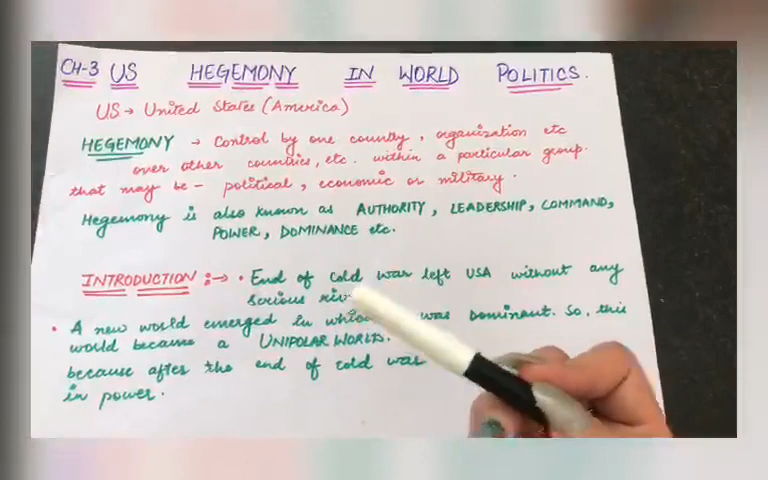 CH-3 US HEGEMONY IN WORLD POLITICS.
US → United States (America)
HEGEMONY → Control by one country, organization etc
over other countries, etc. within a particular group.
that may be - political, economic or military.
Hegemony is also known as AUTHORITY, LEADERSHIP, COMMAND,
POWER, DOMINANCE etc.
INTRODUCTION :→ • End of cold war left USA without any
serious
• A new world emerged in which was Dominant. So, this
world became a UNIPOLAR WORLD.
because after the end of cold war
in power.